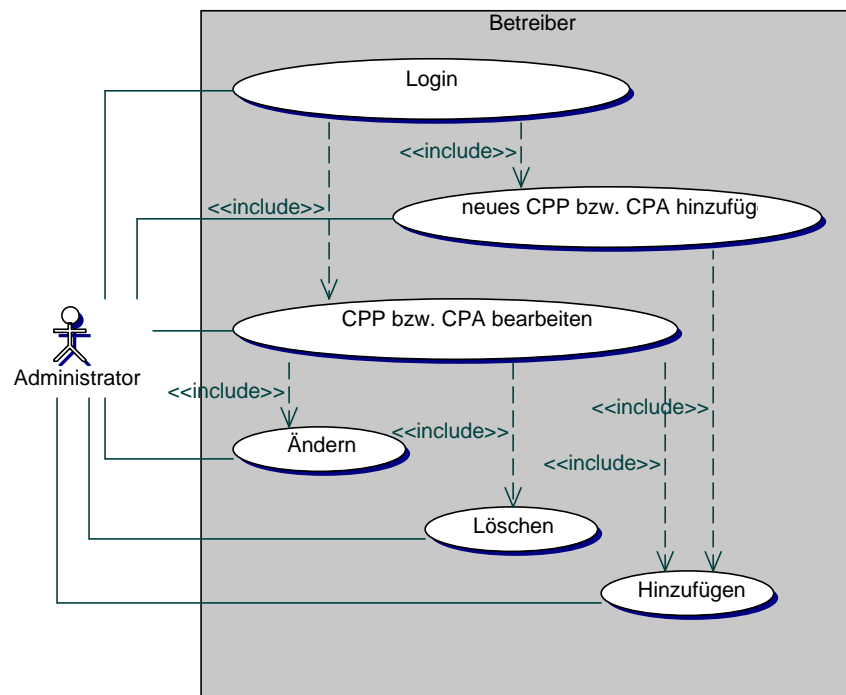 Betreiber
Login
<<include>>
<<include>>
neues CPP bzw. CPA hinzufüg
CPP bzw. CPA bearbeiten
Administrator
<<include>>
<<include>>
<<include>>
Ändern
<<include>>
Löschen
Hinzufügen